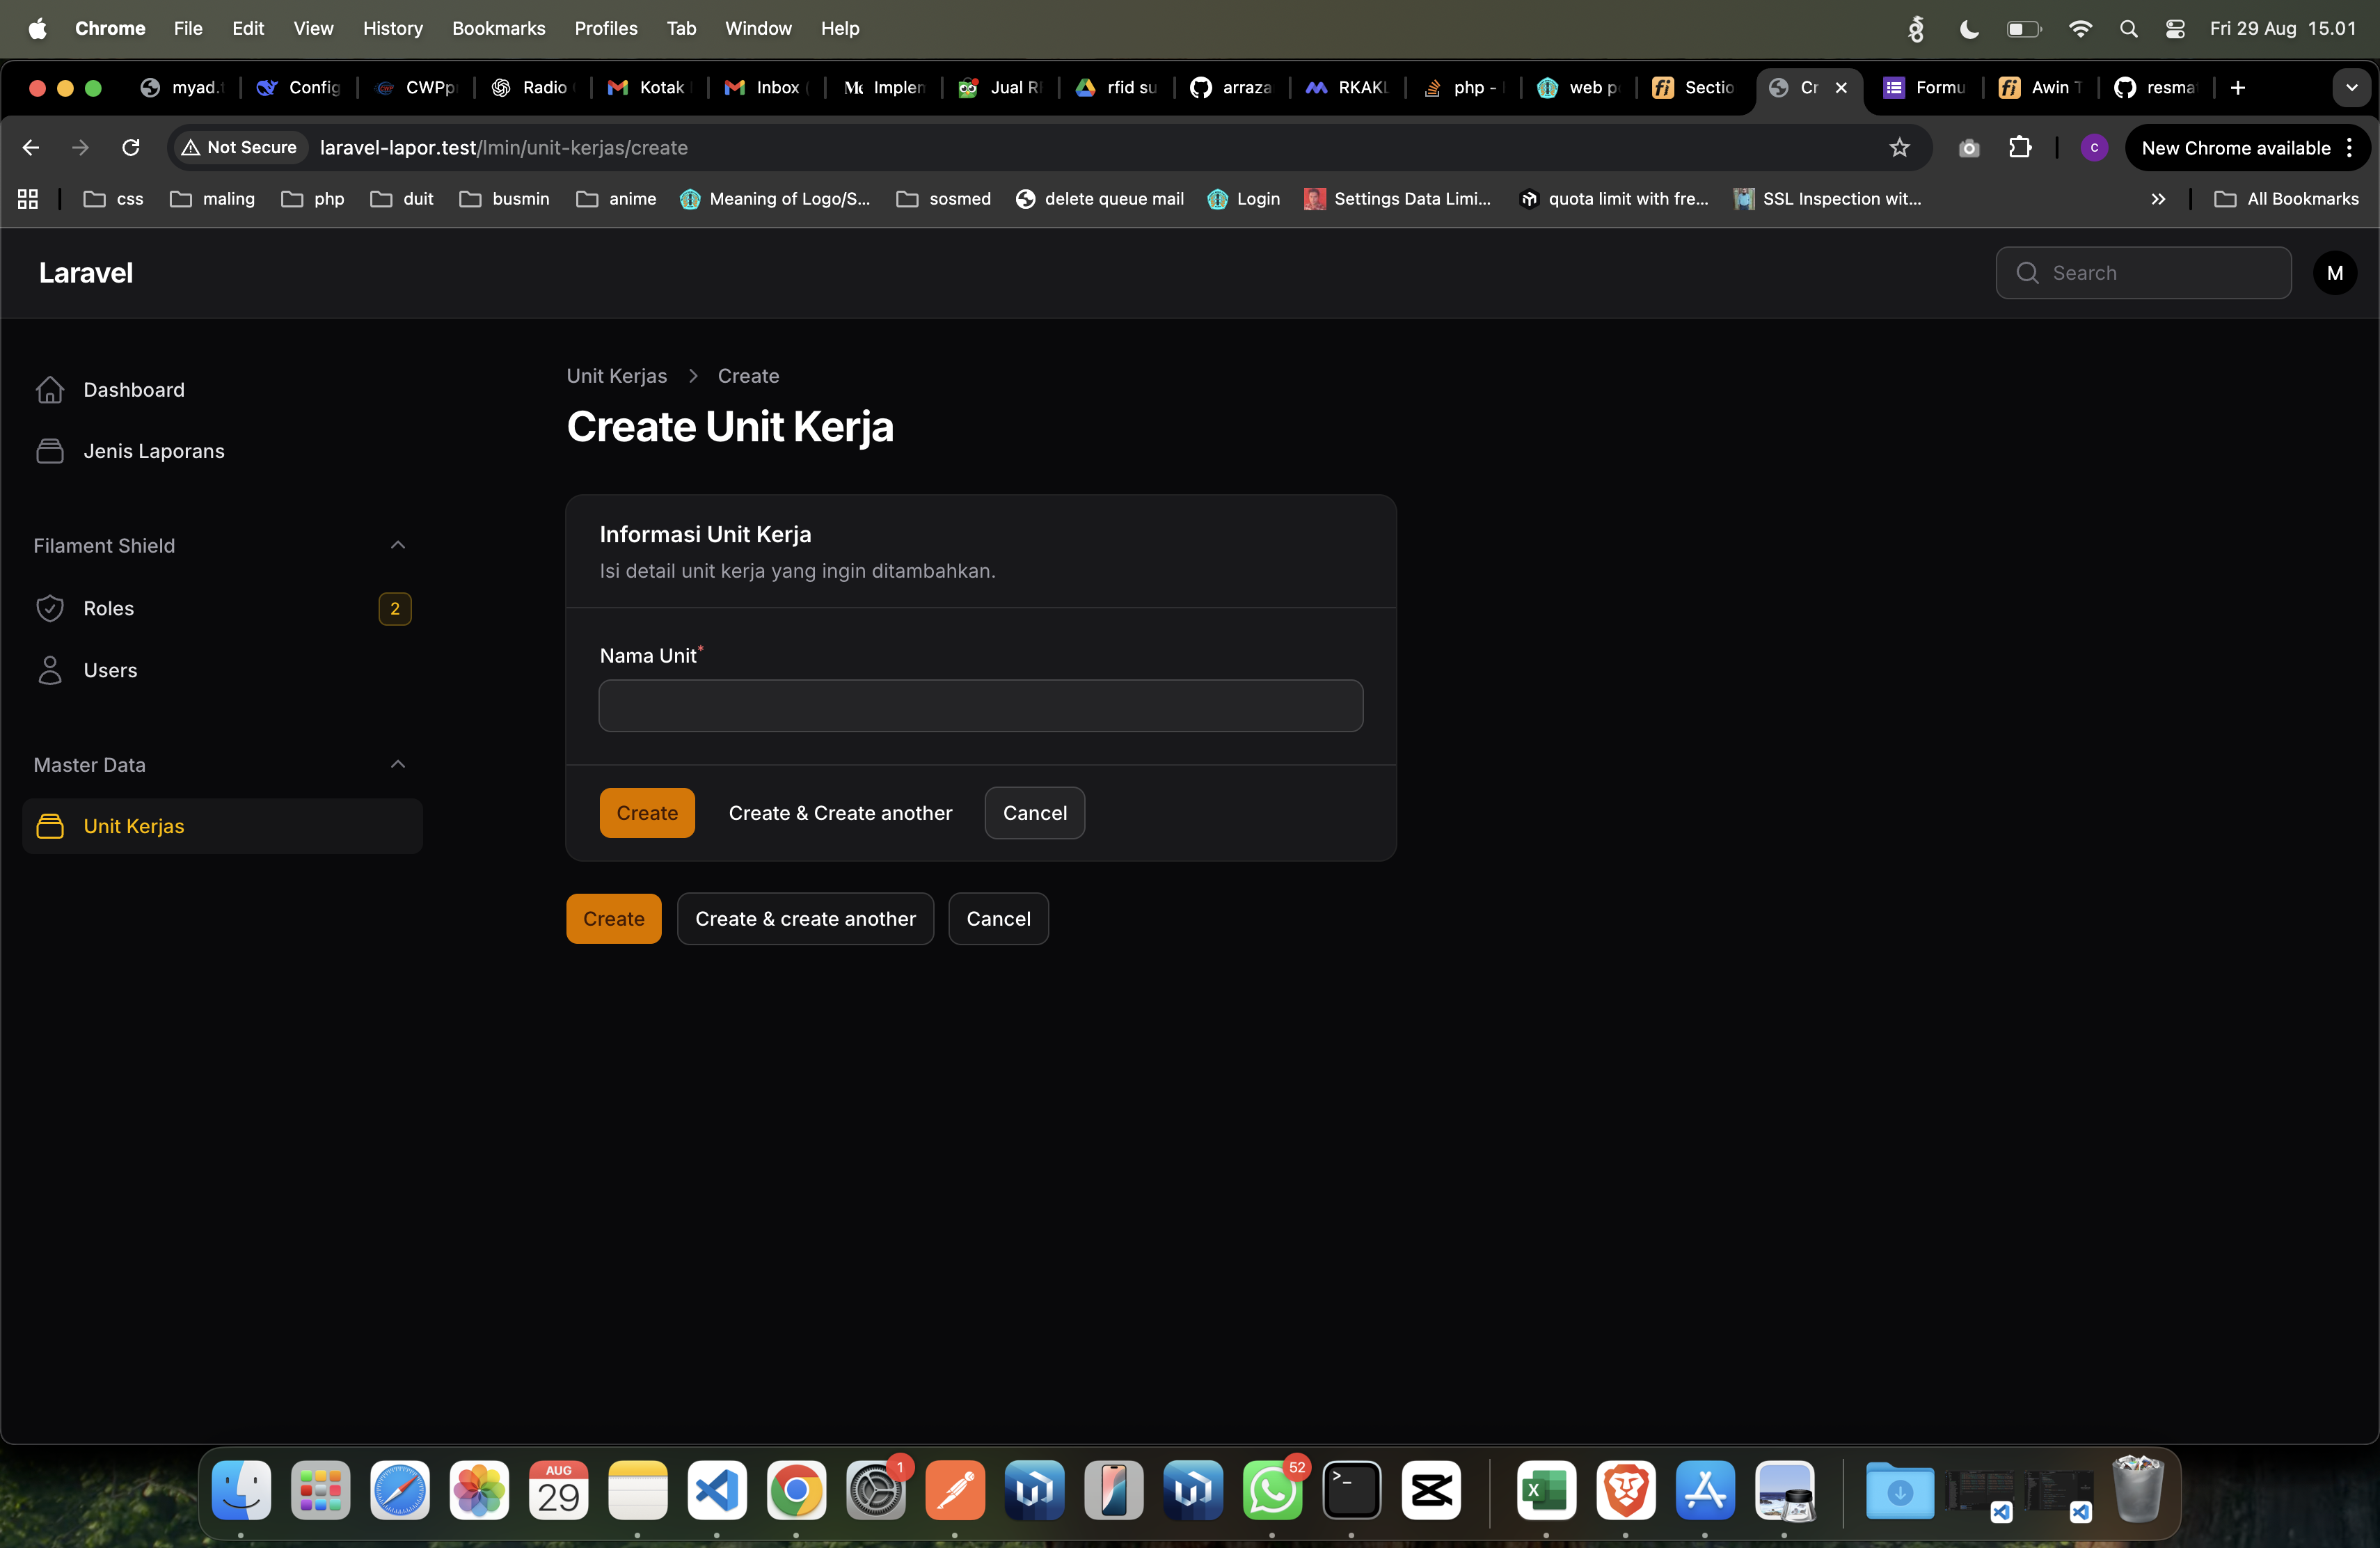 Chrome File Edit View History Bookmarks Profiles Tab Window Help Fri 29 Aug 15.01
myad. Config CWPp Radio Kotak Inbox Implem Jual RF rfid su arraza RKAKL php - web p Sectio Cr Formu Awin T resma
Not Secure laravel-lapor.test/lmin/unit-kerjas/create C New Chrome available
css maling php duit busmin anime Meaning of Logo/S... sosmed delete queue mail Login Settings Data Limi... quota limit with fre... SSL Inspection wit... All Bookmarks
Laravel Search M
Dashboard
Jenis Laporans
Filament Shield
Roles 2
Users
Master Data
Unit Kerjas
Unit Kerjas > Create
Create Unit Kerja
Informasi Unit Kerja
Isi detail unit kerja yang ingin ditambahkan.
Nama Unit*
Create Create & Create another Cancel
Create Create & create another Cancel
AUG
29
1
52